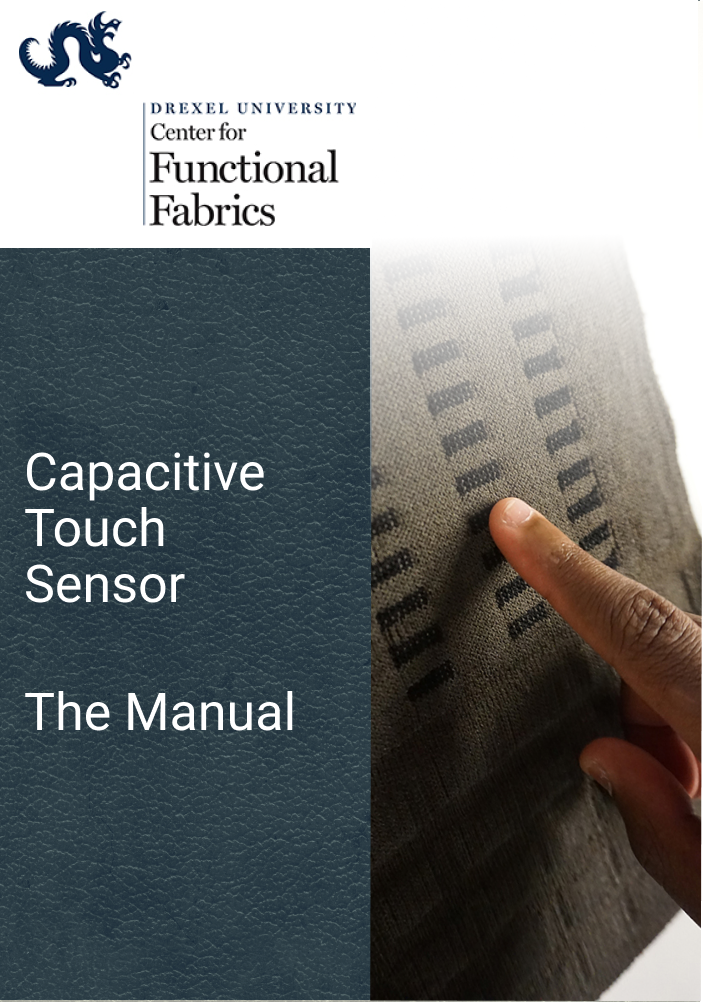 DREXEL UNIVERSITY
Center for
Functional
Fabrics
Capacitive
Touch
Sensor
The Manual